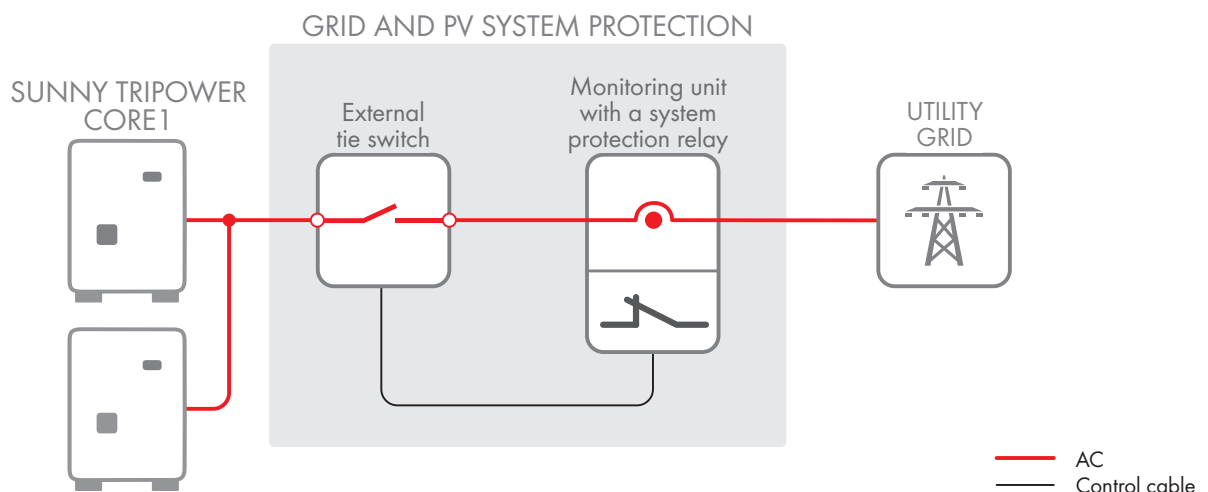 GRID AND PV SYSTEM PROTECTION
SUNNY TRIPOWER
CORE1
External
tie switch
Monitoring unit
with a system
protection relay
UTILITY
GRID
AC
Control cable